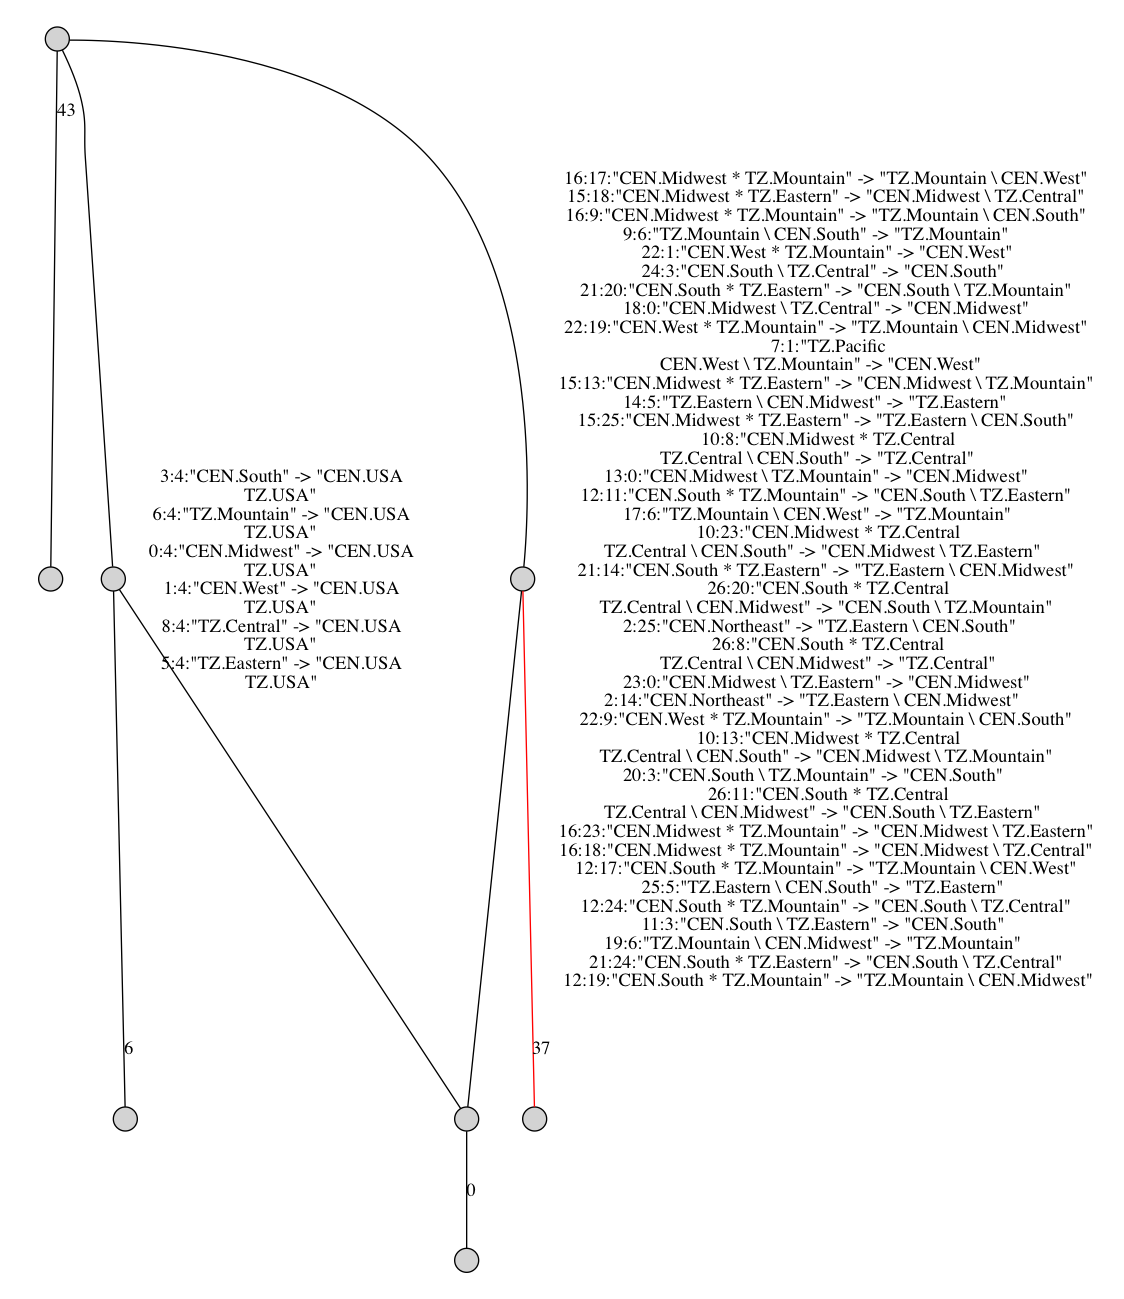 43
16:17:"CEN.Midwest * TZ.Mountain" -> "TZ.Mountain \ CEN.West"
15:18:"CEN.Midwest * TZ.Eastern" -> "CEN.Midwest \ TZ.Central"
16:9:"CEN.Midwest * TZ.Mountain" -> "TZ.Mountain \ CEN.South"
9:6:"TZ.Mountain \ CEN.South" -> "TZ.Mountain"
22:1:"CEN.West * TZ.Mountain" -> "CEN.West"
24:3:"CEN.South \ TZ.Central" -> "CEN.South"
21:20:"CEN.South * TZ.Eastern" -> "CEN.South \ TZ.Mountain"
18:0:"CEN.Midwest \ TZ.Central" -> "CEN.Midwest"
22:19:"CEN.West * TZ.Mountain" -> "TZ.Mountain \ CEN.Midwest"
7:1:"TZ.Pacific
CEN.West \ TZ.Mountain" -> "CEN.West"
15:13:"CEN.Midwest * TZ.Eastern" -> "CEN.Midwest \ TZ.Mountain"
14:5:"TZ.Eastern \ CEN.Midwest" -> "TZ.Eastern"
15:25:"CEN.Midwest * TZ.Eastern" -> "TZ.Eastern \ CEN.South"
10:8:"CEN.Midwest * TZ.Central
TZ.Central \ CEN.South" -> "TZ.Central"
13:0:"CEN.Midwest \ TZ.Mountain" -> "CEN.Midwest"
12:11:"CEN.South * TZ.Mountain" -> "CEN.South \ TZ.Eastern"
17:6:"TZ.Mountain \ CEN.West" -> "TZ.Mountain"
10:23:"CEN.Midwest * TZ.Central
TZ.Central \ CEN.South" -> "CEN.Midwest \ TZ.Eastern"
21:14:"CEN.South * TZ.Eastern" -> "TZ.Eastern \ CEN.Midwest"
26:20:"CEN.South * TZ.Central
TZ.Central \ CEN.Midwest" -> "CEN.South \ TZ.Mountain"
2:25:"CEN.Northeast" -> "TZ.Eastern \ CEN.South"
26:8:"CEN.South * TZ.Central
TZ.Central \ CEN.Midwest" -> "TZ.Central"
23:0:"CEN.Midwest \ TZ.Eastern" -> "CEN.Midwest"
2:14:"CEN.Northeast" -> "TZ.Eastern \ CEN.Midwest"
22:9:"CEN.West * TZ.Mountain" -> "TZ.Mountain \ CEN.South"
10:13:"CEN.Midwest * TZ.Central
TZ.Central \ CEN.South" -> "CEN.Midwest \ TZ.Mountain"
20:3:"CEN.South \ TZ.Mountain" -> "CEN.South"
26:11:"CEN.South * TZ.Central
TZ.Central \ CEN.Midwest" -> "CEN.South \ TZ.Eastern"
16:23:"CEN.Midwest * TZ.Mountain" -> "CEN.Midwest \ TZ.Eastern"
16:18:"CEN.Midwest * TZ.Mountain" -> "CEN.Midwest \ TZ.Central"
12:17:"CEN.South * TZ.Mountain" -> "TZ.Mountain \ CEN.West"
25:5:"TZ.Eastern \ CEN.South" -> "TZ.Eastern"
12:24:"CEN.South * TZ.Mountain" -> "CEN.South \ TZ.Central"
11:3:"CEN.South \ TZ.Eastern" -> "CEN.South"
19:6:"TZ.Mountain \ CEN.Midwest" -> "TZ.Mountain"
21:24:"CEN.South * TZ.Eastern" -> "CEN.South \ TZ.Central"
12:19:"CEN.South * TZ.Mountain" -> "TZ.Mountain \ CEN.Midwest"
3:4:"CEN.South" -> "CEN.USA
TZ.USA"
6:4:"TZ.Mountain" -> "CEN.USA
TZ.USA"
0:4:"CEN.Midwest" -> "CEN.USA
TZ.USA"
1:4:"CEN.West" -> "CEN.USA
TZ.USA"
8:4:"TZ.Central" -> "CEN.USA
TZ.USA"
5:4:"TZ.Eastern" -> "CEN.USA
TZ.USA"
6
37
0